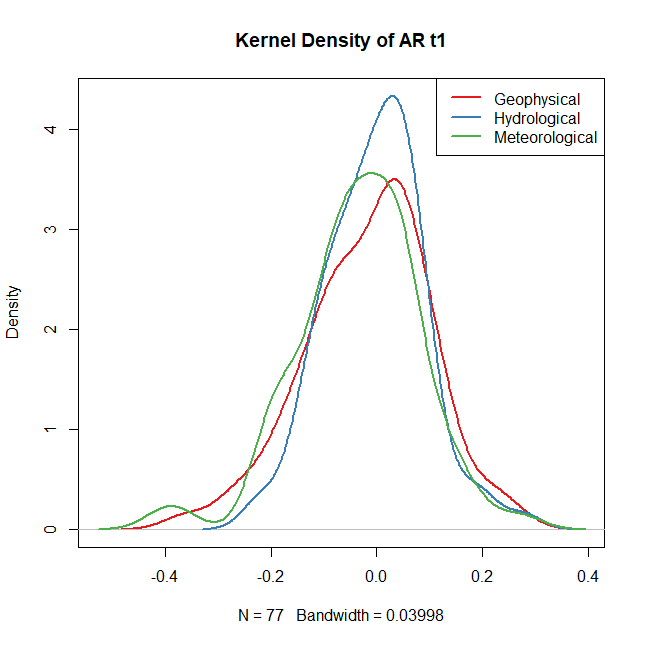 Kernel Density of AR t1
Geophysical
Hydrological
Meteorological
Density
4
3
2
1
0
-0.4 -0.2 0.0 0.2 0.4
N = 77 Bandwidth = 0.03998